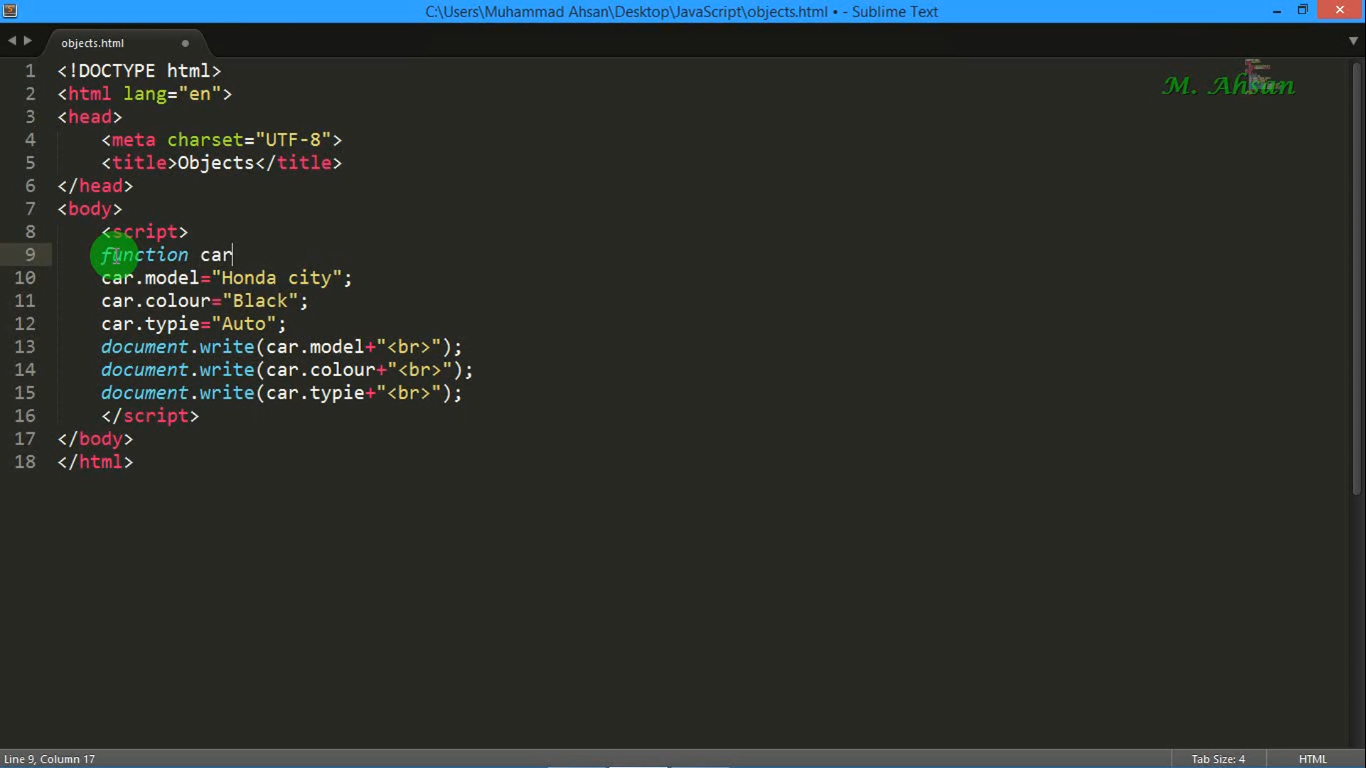 C:\Users\Muhammad Ahsan\Desktop\JavaScript\objects.html • - Sublime Text
objects.html
M. Ahsan
1 <!DOCTYPE html>
2 <html lang="en">
3 <head>
4 <meta charset="UTF-8">
5 <title>Objects</title>
6 </head>
7 <body>
8 <script>
9 function car
10 car.model="Honda city";
11 car.colour="Black";
12 car.typie="Auto";
13 document.write(car.model+"<br>");
14 document.write(car.colour+"<br>");
15 document.write(car.typie+"<br>");
16 </script>
17 </body>
18 </html>
Line 9, Column 17
Tab Size: 4
HTML